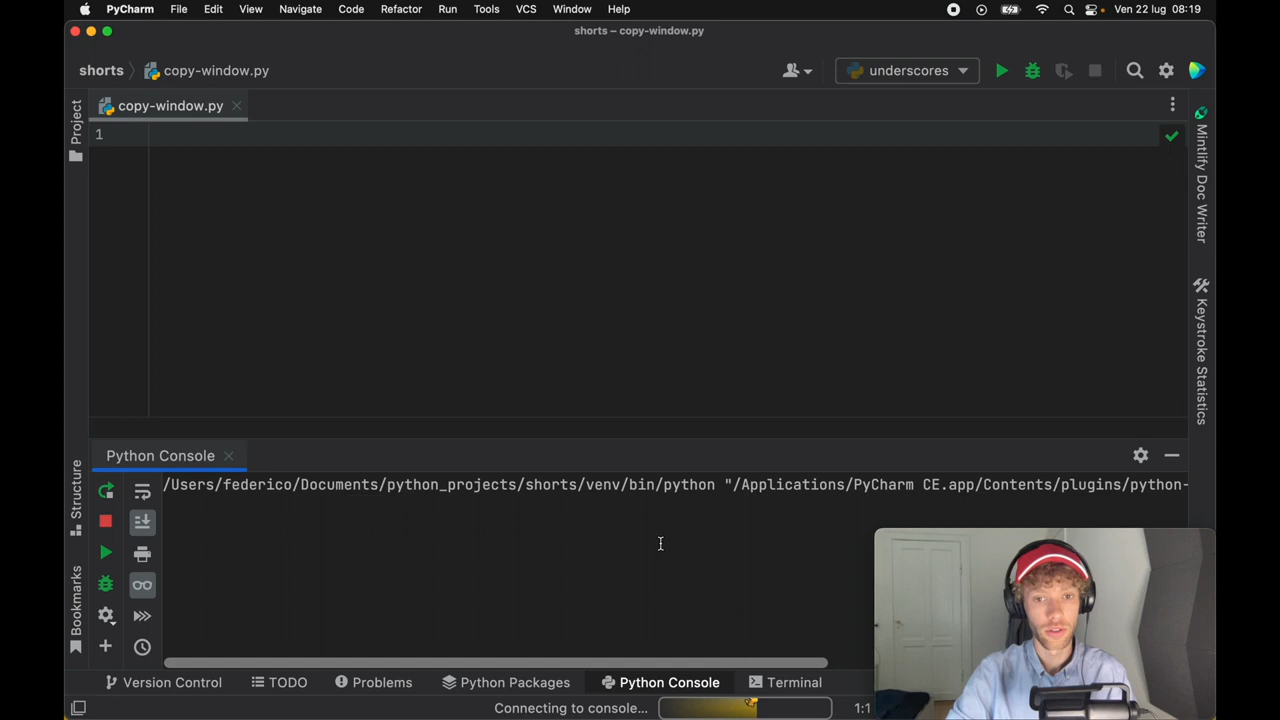 PyCharm File Edit View Navigate Code Refactor Run Tools VCS Window Help Ven 22 lug 08:19
shorts – copy-window.py
shorts copy-window.py underscores
Project
copy-window.py
1
Mintlify Doc Writer
Keystroke Statistics
Python Console
Structure
Bookmarks
/Users/federico/Documents/python_projects/shorts/venv/bin/python "/Applications/PyCharm CE.app/Contents/plugins/python-
Version Control TODO Problems Python Packages Python Console Terminal
Connecting to console... 1:1